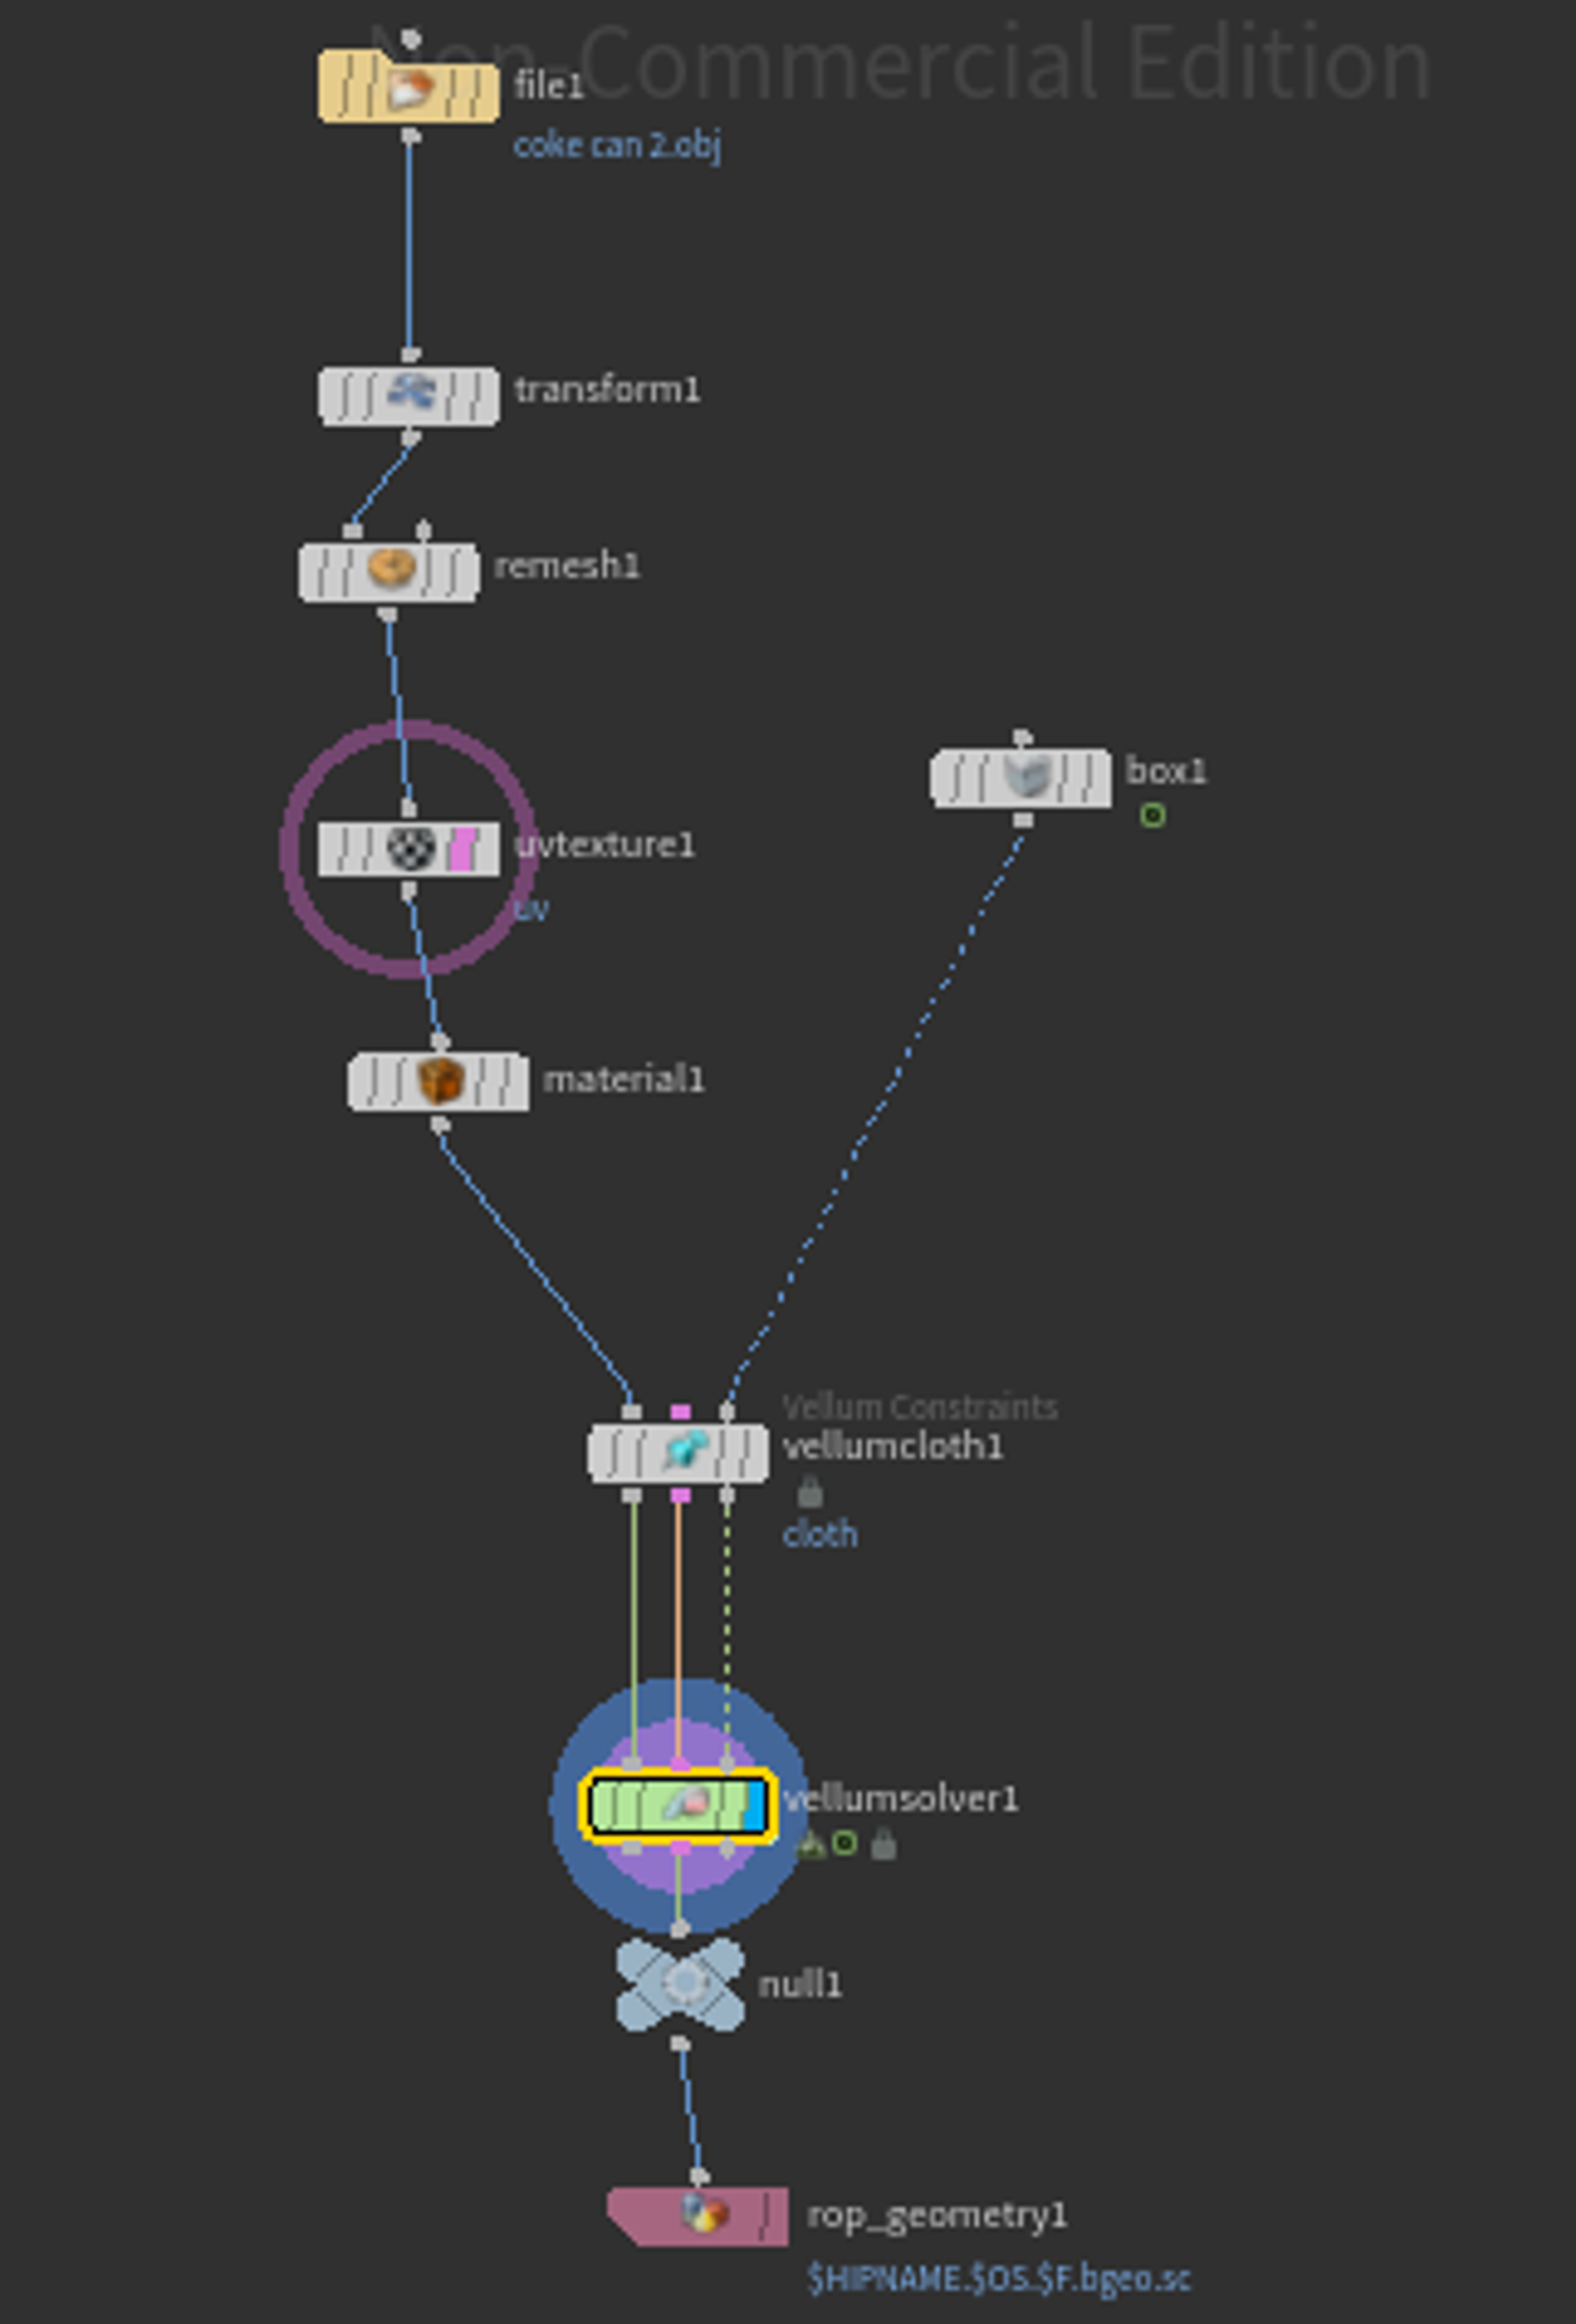 Non-Commercial Edition
file1
coke can 2.obj
transform1
remesh1
box1
uvtexture1
uv
material1
Vellum Constraints
vellumcloth1
cloth
vellumsolver1
null1
rop_geometry1
$HIPNAME.$OS.$F.bgeo.sc